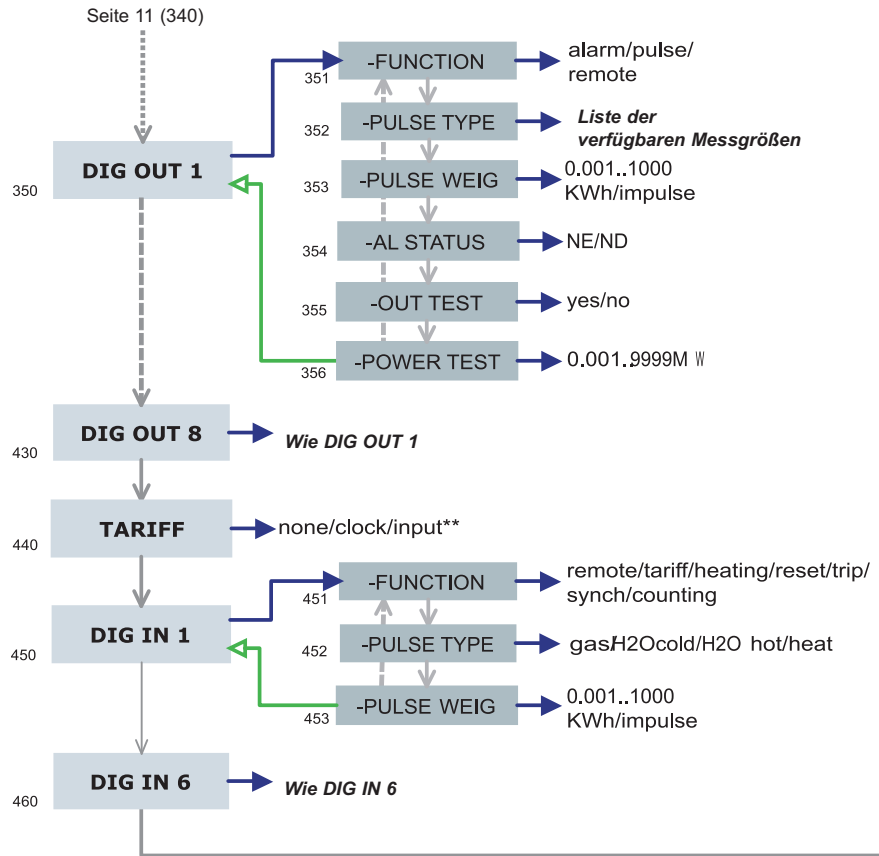 Seite 11 (340)
350
DIG OUT 1
351
-FUNCTION
alarm/pulse/
remote
352
-PULSE TYPE
Liste der
verfügbaren Messgrößen
353
-PULSE WEIG
0.001..1000
KWh/impulse
354
-AL STATUS
NE/ND
355
-OUT TEST
yes/no
356
-POWER TEST
0.001..9999M W
430
DIG OUT 8
Wie DIG OUT 1
440
TARIFF
none/clock/input**
450
DIG IN 1
451
-FUNCTION
remote/tariff/heating/reset/trip/
synch/counting
452
-PULSE TYPE
gas/H2Ocold/H2O hot/heat
453
-PULSE WEIG
0.001..1000
KWh/impulse
460
DIG IN 6
Wie DIG IN 6